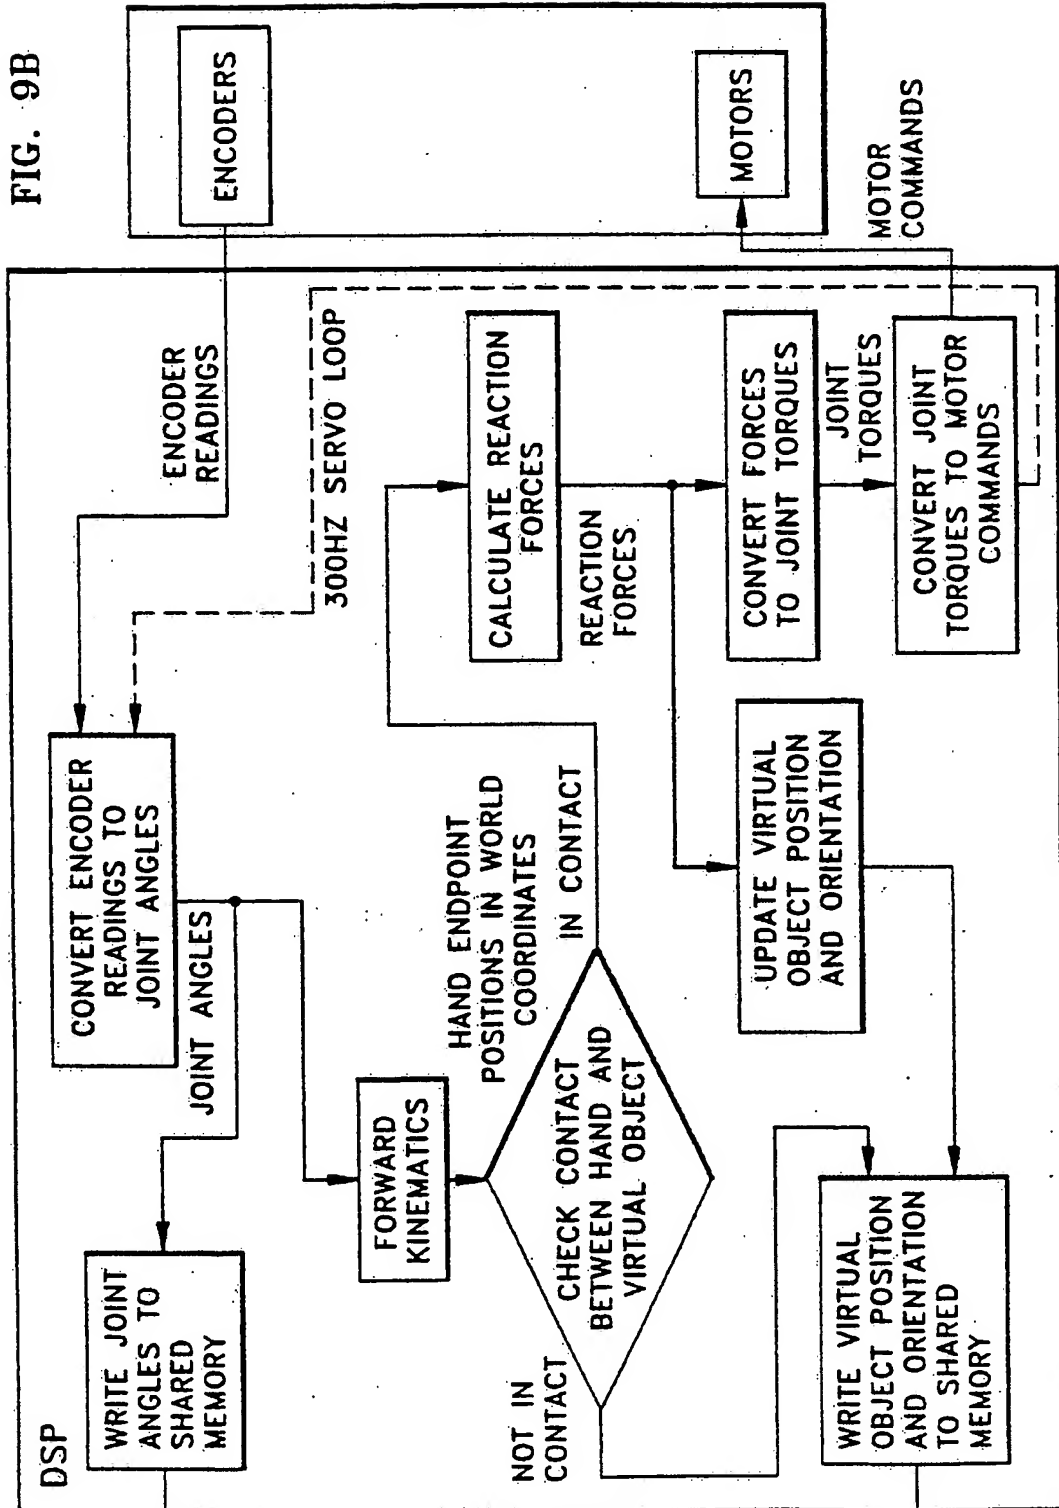 FIG. 9B
DSP
WRITE JOINT
ANGLES TO
SHARED
MEMORY
CONVERT ENCODER
READINGS TO
JOINT ANGLES
JOINT ANGLES
ENCODER
READINGS
ENCODERS
300HZ SERVO LOOP
FORWARD
KINEMATICS
HAND ENDPOINT
POSITIONS IN WORLD
COORDINATES
CHECK CONTACT
BETWEEN HAND AND
VIRTUAL OBJECT
IN CONTACT
NOT IN
CONTACT
CALCULATE REACTION
FORCES
REACTION
FORCES
CONVERT FORCES
TO JOINT TORQUES
JOINT
TORQUES
CONVERT JOINT
TORQUES TO MOTOR
COMMANDS
MOTOR
COMMANDS
MOTORS
UPDATE VIRTUAL
OBJECT POSITION
AND ORIENTATION
WRITE VIRTUAL
OBJECT POSITION
AND ORIENTATION
TO SHARED
MEMORY